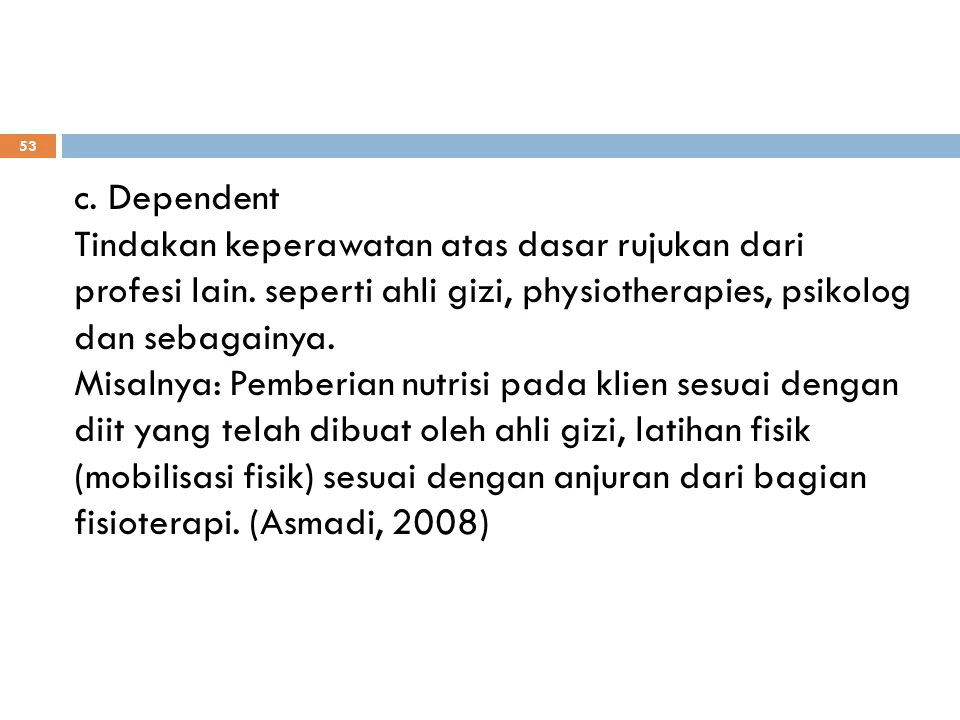 53
c. Dependent
Tindakan keperawatan atas dasar rujukan dari
profesi lain. seperti ahli gizi, physiotherapies, psikolog
dan sebagainya.
Misalnya: Pemberian nutrisi pada klien sesuai dengan
diit yang telah dibuat oleh ahli gizi, latihan fisik
(mobilisasi fisik) sesuai dengan anjuran dari bagian
fisioterapi. (Asmadi, 2008)